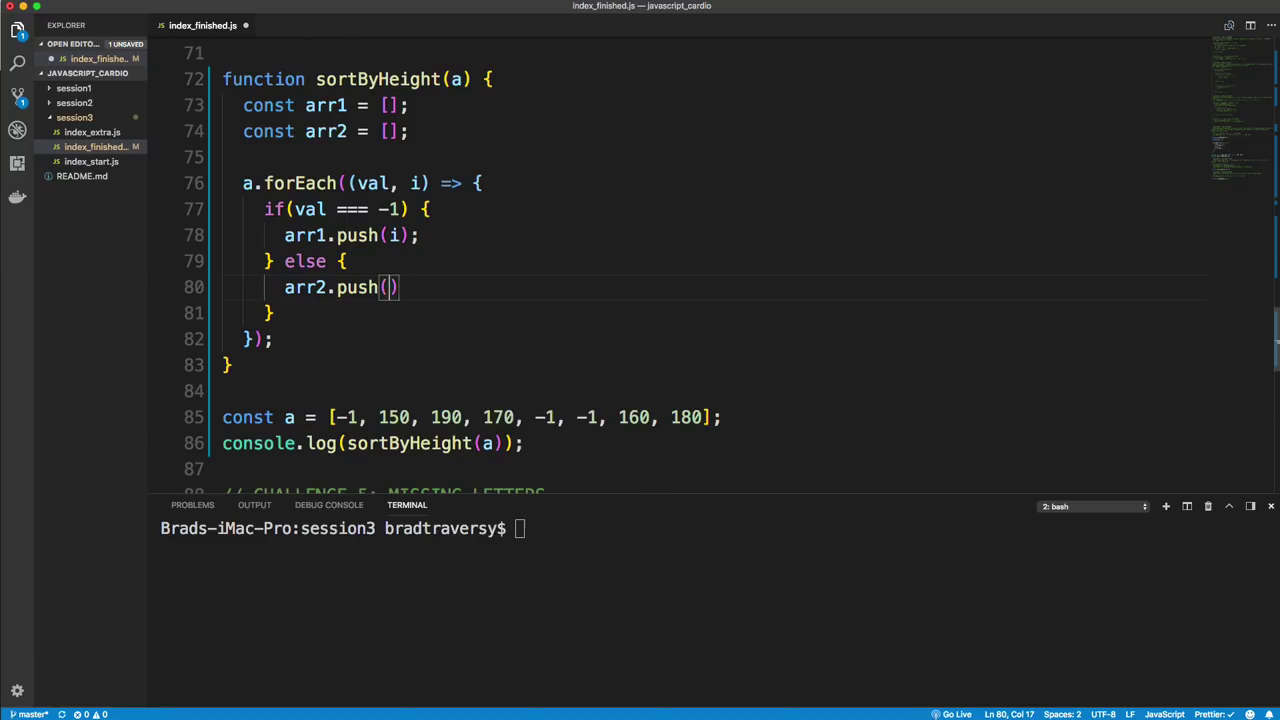 index_finished.js — javascript_cardio
EXPLORER
index_finished.js
OPEN EDITO... 1 UNSAVED
index_finishe... M
JAVASCRIPT_CARDIO
session1
session2
session3
index_extra.js
index_finished... M
index_start.js
README.md
1
1
71
72 function sortByHeight(a) {
73 const arr1 = [];
74 const arr2 = [];
75
76 a.forEach((val, i) => {
77 if(val === -1) {
78 arr1.push(i);
79 } else {
80 arr2.push()
81 }
82 });
83 }
84
85 const a = [-1, 150, 190, 170, -1, -1, 160, 180];
86 console.log(sortByHeight(a));
87
88 // CHALLENGE 5: MISSING LETTERS
PROBLEMS OUTPUT DEBUG CONSOLE TERMINAL 2: bash
Brads-iMac-Pro:session3 bradtraversy$
master* 0 0 Go Live Ln 80, Col 17 Spaces: 2 UTF-8 LF JavaScript Prettier: ✓